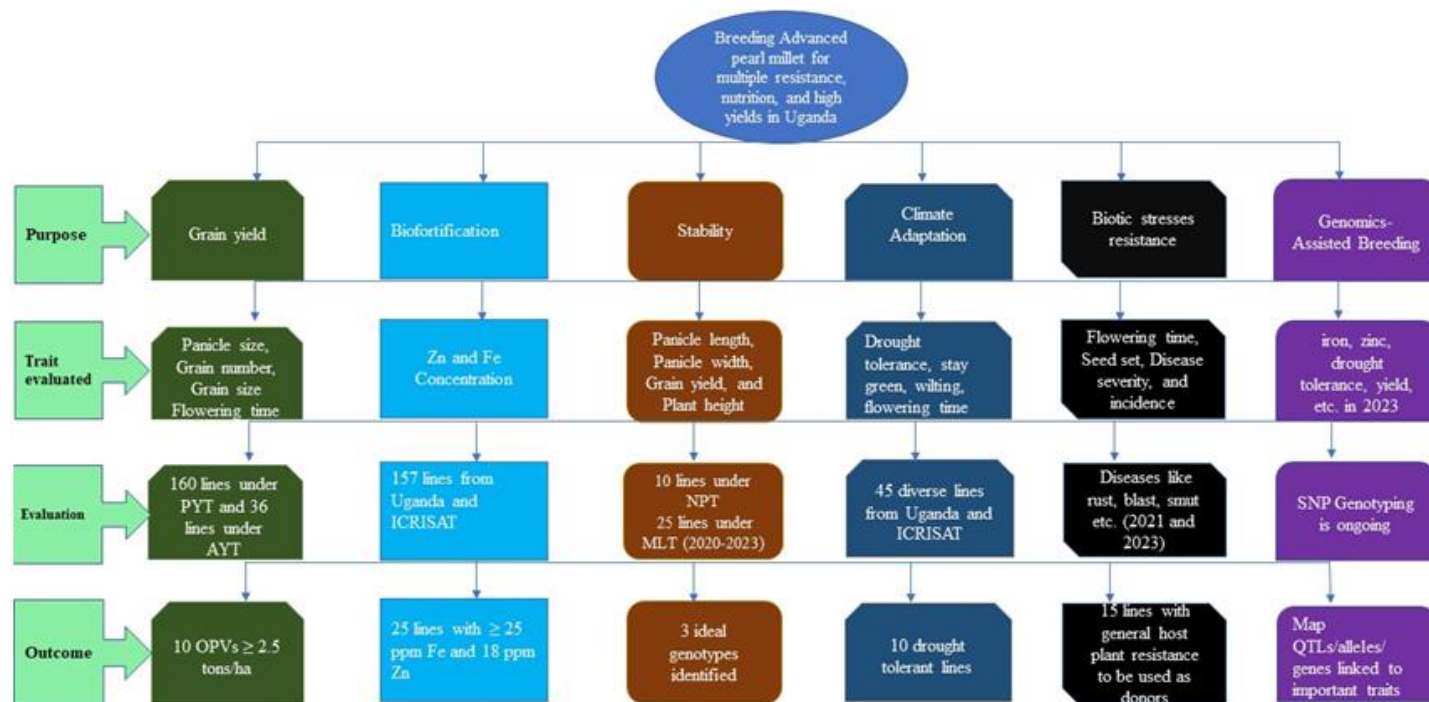 Breeding Advanced
pearl millet for
multiple resistance,
nutrition, and high
yields in Uganda
Purpose
Grain yield
Biofortification
Stability
Climate
Adaptation
Biotic stresses
resistance
Genomics-
Assisted Breeding
Trait
evaluated
Panicle size,
Grain number,
Grain size
Flowering time
Zn and Fe
Concentration
Panicle length,
Panicle width,
Grain yield, and
Plant height
Drought
tolerance, stay
green, wilting,
flowering time
Flowering time,
Seed set, Disease
severity, and
incidence
iron, zinc,
drought
tolerance, yield,
etc. in 2023
Evaluation
160 lines under
PYT and 36
lines under
AYT
157 lines from
Uganda and
ICRISAT
10 lines under
NPT
25 lines under
MLT (2020-2023)
45 diverse lines
from Uganda and
ICRISAT
Diseases like
rust, blast, smut
etc. (2021 and
2023)
SNP Genotyping
is ongoing
Outcome
10 OPVs ≥ 2.5
tons/ha
25 lines with ≥ 25
ppm Fe and 18 ppm
Zn
3 ideal
genotypes
identified
10 drought
tolerant lines
15 lines with
general host
plant resistance
to be used as
donors
Map
QTLs/alleles/
genes linked to
important traits